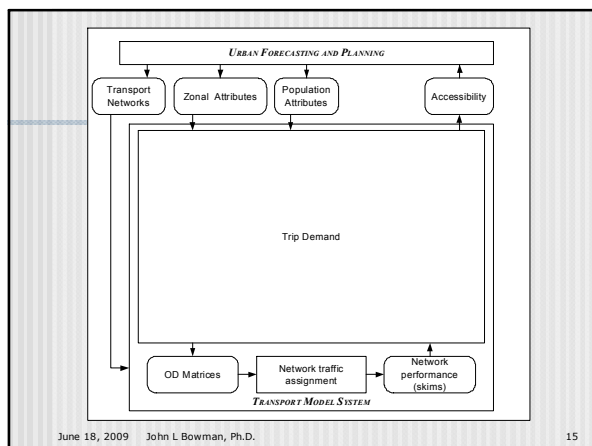 URBAN FORECASTING AND PLANNING
Transport
Networks
Zonal Attributes
Population
Attributes
Accessibility
Trip Demand
OD Matrices
Network traffic
assignment
Network
performance
(skims)
TRANSPORT MODEL SYSTEM
June 18, 2009 John L Bowman, Ph.D. 15